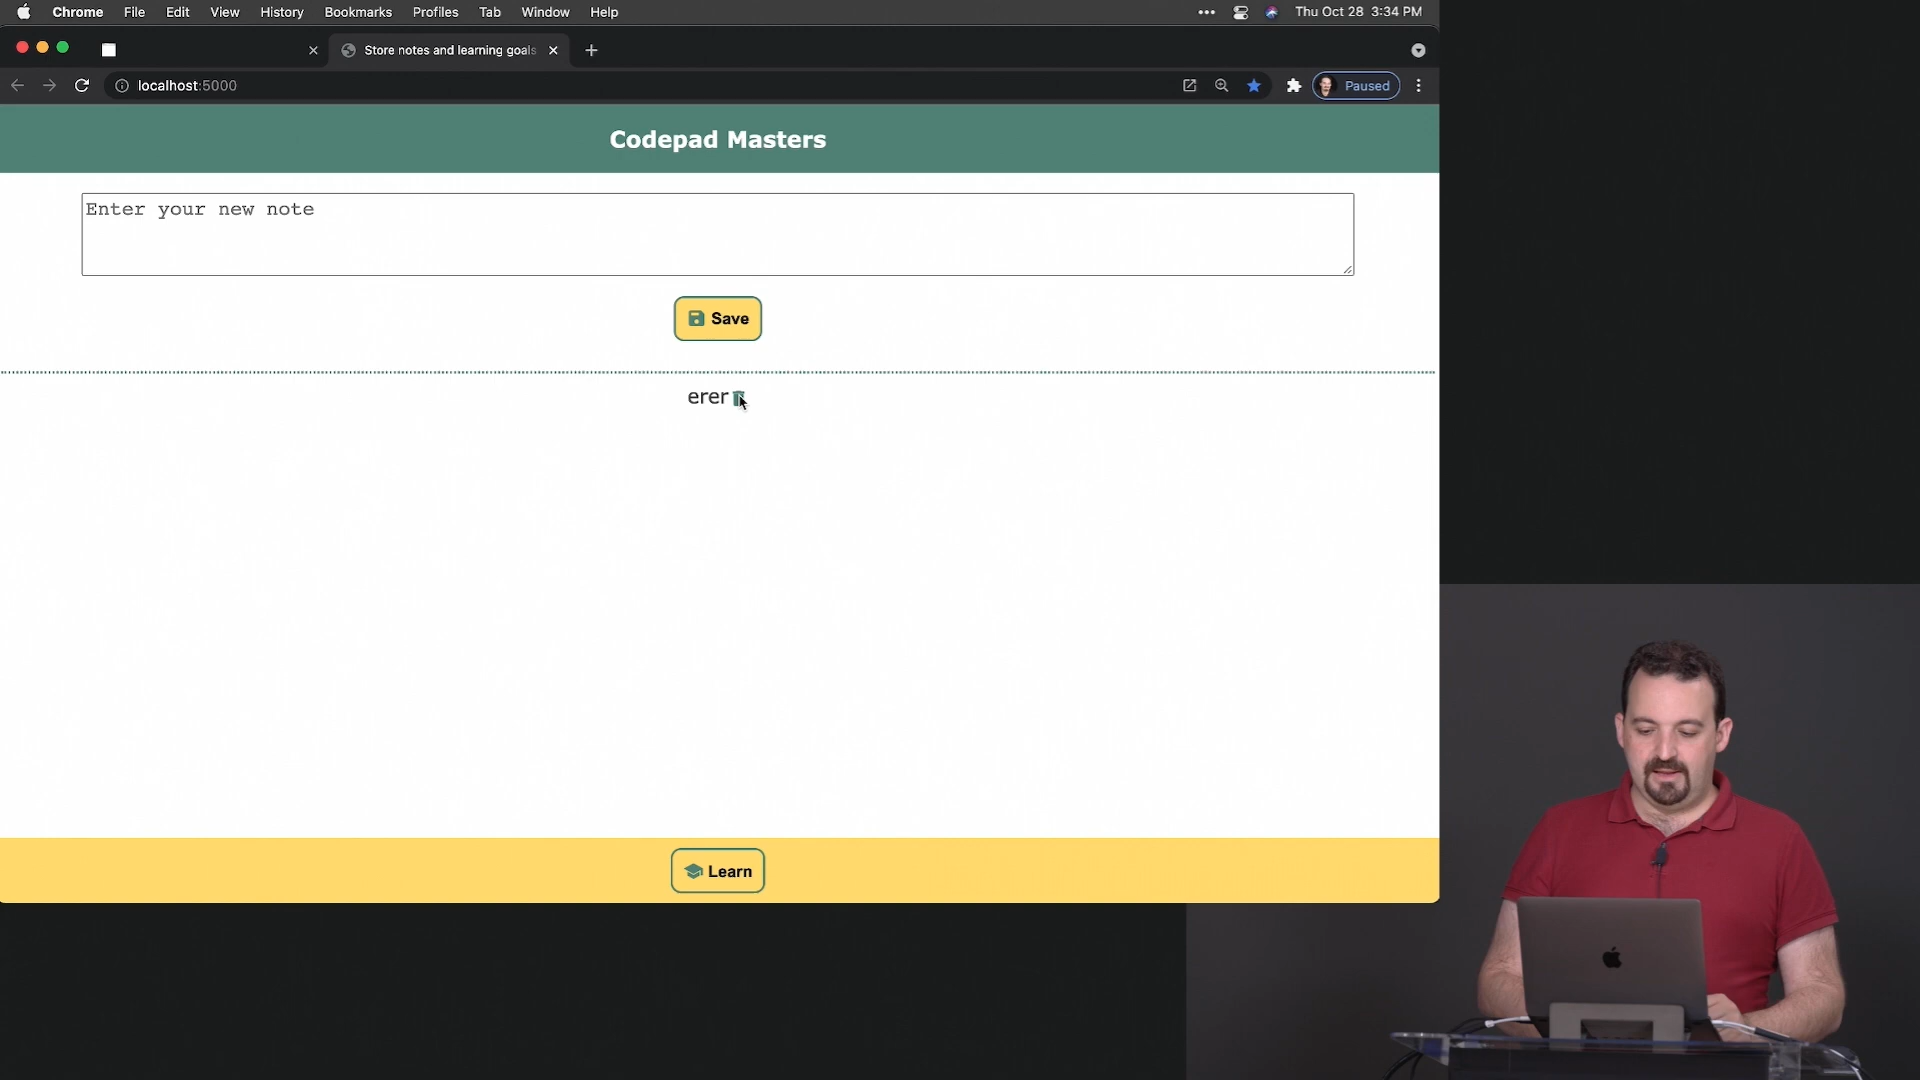 Chrome File Edit View History Bookmarks Profiles Tab Window Help Thu Oct 28 3:34 PM
Store notes and learning goals
localhost:5000 Paused
Codepad Masters
Enter your new note
Save
erer
Learn